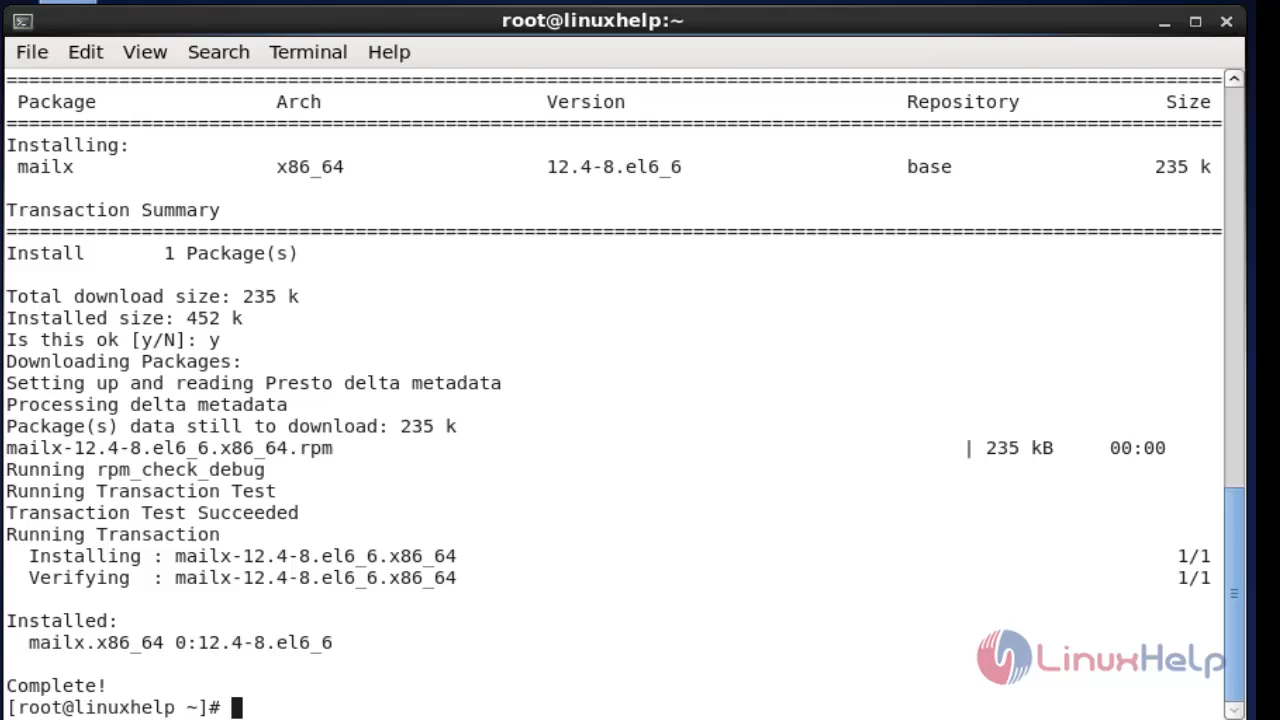 root@linuxhelp:~
File Edit View Search Terminal Help
================================================================================
Package Arch Version Repository Size
================================================================================
Installing:
mailx x86_64 12.4-8.el6_6 base 235 k
Transaction Summary
================================================================================
Install 1 Package(s)
Total download size: 235 k
Installed size: 452 k
Is this ok [y/N]: y
Downloading Packages:
Setting up and reading Presto delta metadata
Processing delta metadata
Package(s) data still to download: 235 k
mailx-12.4-8.el6_6.x86_64.rpm | 235 kB 00:00
Running rpm_check_debug
Running Transaction Test
Transaction Test Succeeded
Running Transaction
Installing : mailx-12.4-8.el6_6.x86_64 1/1
Verifying : mailx-12.4-8.el6_6.x86_64 1/1
Installed:
mailx.x86_64 0:12.4-8.el6_6
LinuxHelp
Complete!
[root@linuxhelp ~]#